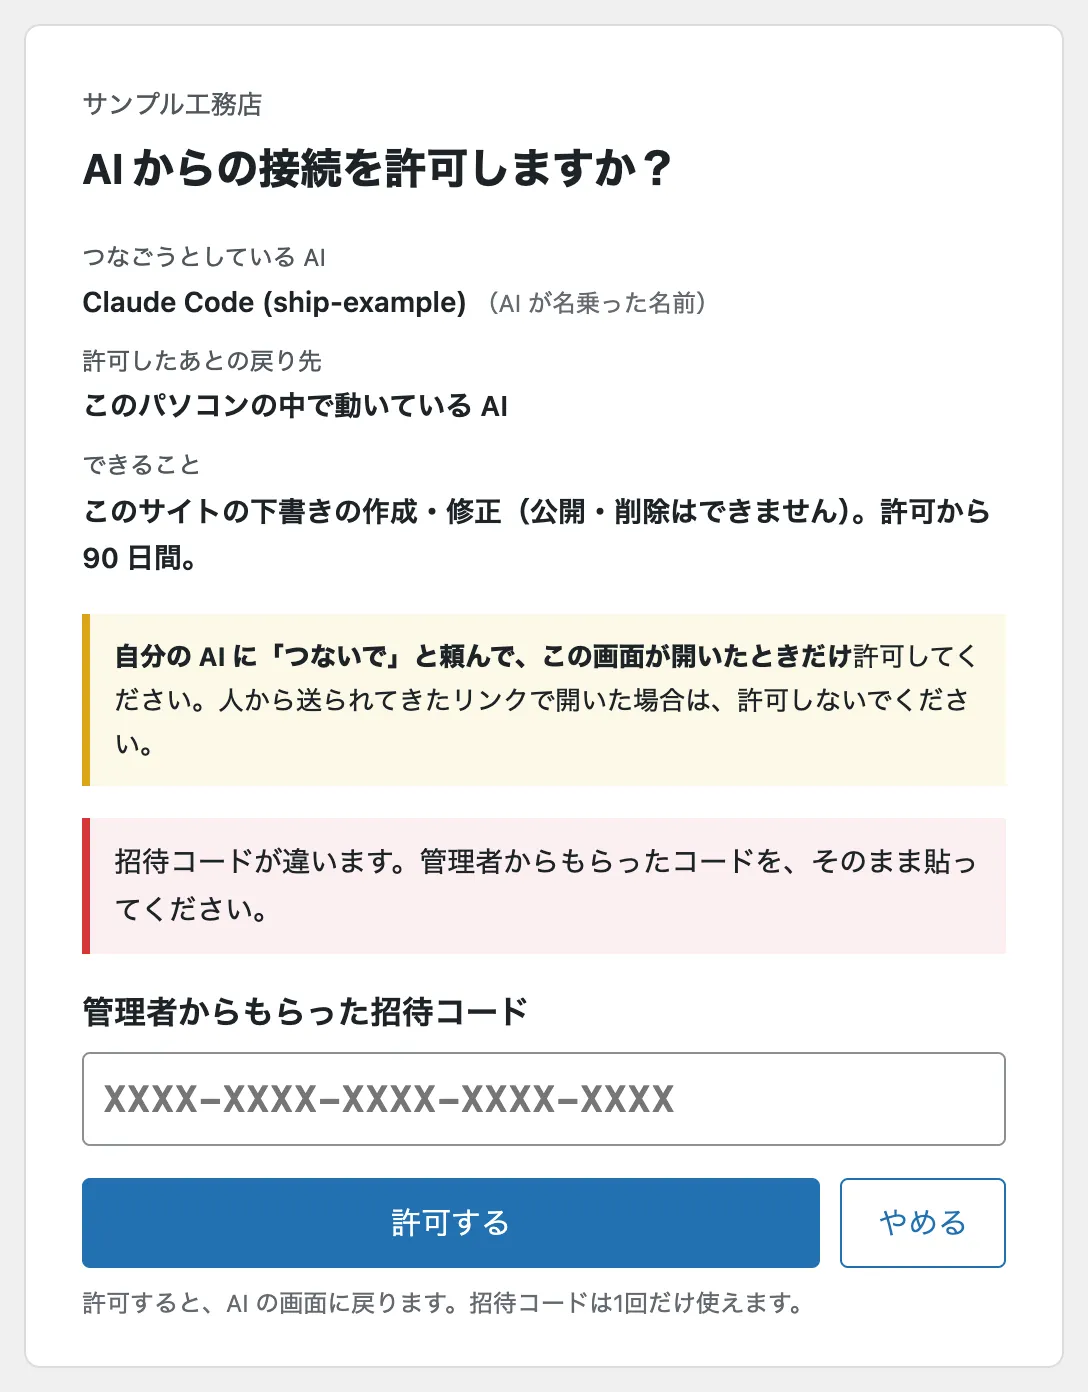 サンプル工務店
AI からの接続を許可しますか？
つなごうとしている AI
Claude Code (ship-example) （AI が名乗った名前）
許可したあとの戻り先
このパソコンの中で動いている AI
できること
このサイトの下書きの作成・修正（公開・削除はできません）。許可から
90 日間。
自分の AI に「つないで」と頼んで、この画面が開いたときだけ許可してく
ださい。人から送られてきたリンクで開いた場合は、許可しないでくださ
い。
招待コードが違います。管理者からもらったコードを、そのまま貼っ
てください。
管理者からもらった招待コード
XXXX-XXXX-XXXX-XXXX-XXXX
許可する
やめる
許可すると、AI の画面に戻ります。招待コードは1回だけ使えます。